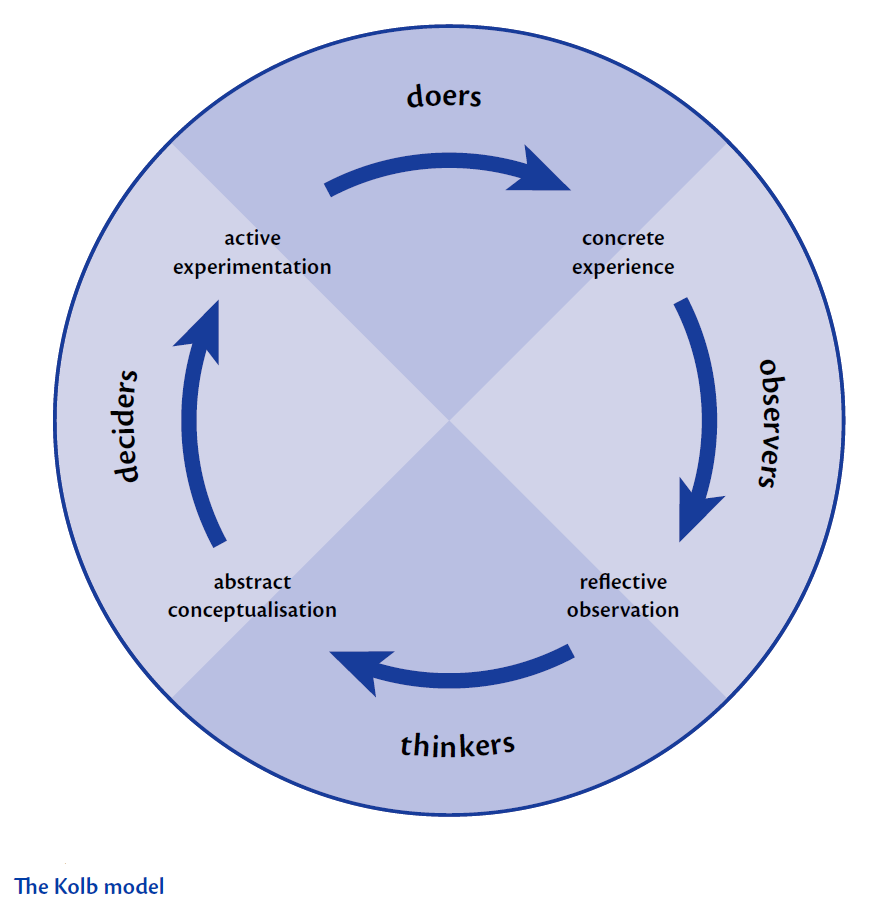 doers
active
experimentation
concrete
experience
deciders
observers
abstract
conceptualisation
reflective
observation
thinkers
The Kolb model